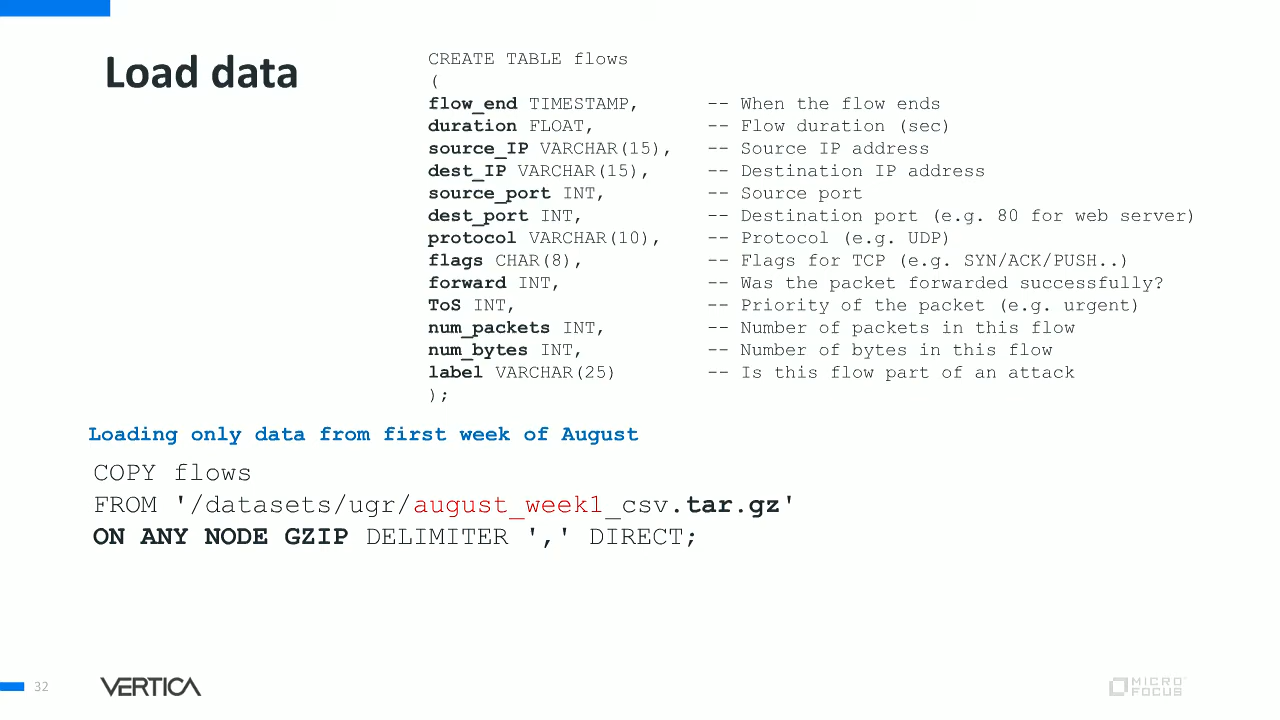 Load data
CREATE TABLE flows
(
flow_end TIMESTAMP, -- When the flow ends
duration FLOAT, -- Flow duration (sec)
source_IP VARCHAR(15), -- Source IP address
dest_IP VARCHAR(15), -- Destination IP address
source_port INT, -- Source port
dest_port INT, -- Destination port (e.g. 80 for web server)
protocol VARCHAR(10), -- Protocol (e.g. UDP)
flags CHAR(8), -- Flags for TCP (e.g. SYN/ACK/PUSH..)
forward INT, -- Was the packet forwarded successfully?
ToS INT, -- Priority of the packet (e.g. urgent)
num_packets INT, -- Number of packets in this flow
num_bytes INT, -- Number of bytes in this flow
label VARCHAR(25) -- Is this flow part of an attack
);
Loading only data from first week of August
COPY flows
FROM '/datasets/ugr/august_week1_csv.tar.gz'
ON ANY NODE GZIP DELIMITER ',' DIRECT;
32
VERTICA
MICRO
FOCUS